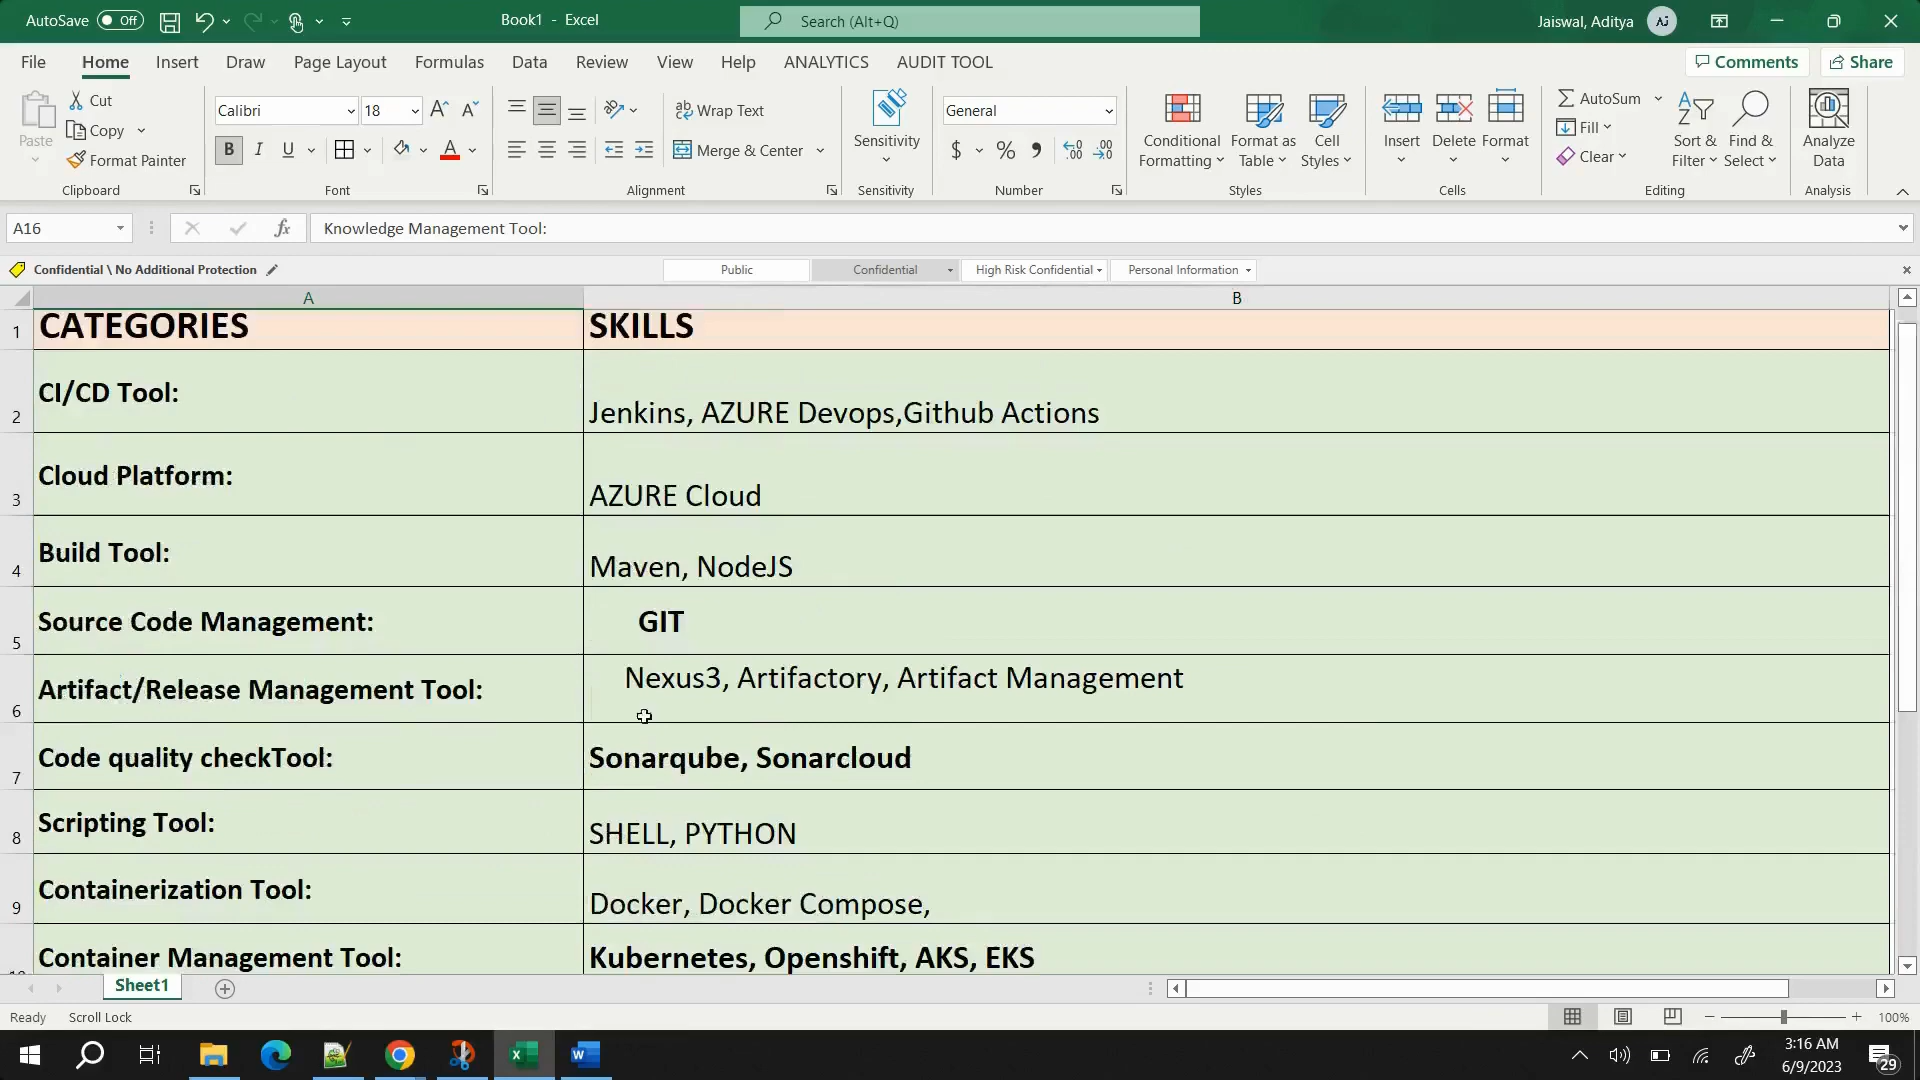 AutoSave Off Book1 - Excel Search (Alt+Q) Jaiswal, Aditya AJ
File Home Insert Draw Page Layout Formulas Data Review View Help ANALYTICS AUDIT TOOL Comments Share
Paste Cut Copy Format Painter
Calibri 18 A^ A B I U A
ab Wrap Text
Merge & Center
Sensitivity
General
$ % 9
Conditional Formatting Format as Table Cell Styles
Insert Delete Format
AutoSum Fill Clear
Sort & Filter Find & Select
Analyze Data
Clipboard Font Alignment Sensitivity Number Styles Cells Editing Analysis
A16 fx Knowledge Management Tool:
Confidential \ No Additional Protection Public Confidential High Risk Confidential Personal Information
A B
1 CATEGORIES SKILLS
2 CI/CD Tool: Jenkins, AZURE Devops,Github Actions
3 Cloud Platform: AZURE Cloud
4 Build Tool: Maven, NodeJS
5 Source Code Management: GIT
6 Artifact/Release Management Tool: Nexus3, Artifactory, Artifact Management
7 Code quality checkTool: Sonarqube, Sonarcloud
8 Scripting Tool: SHELL, PYTHON
9 Containerization Tool: Docker, Docker Compose,
Container Management Tool: Kubernetes, Openshift, AKS, EKS
Sheet1
Ready Scroll Lock 100%
3:16 AM
6/9/2023
29